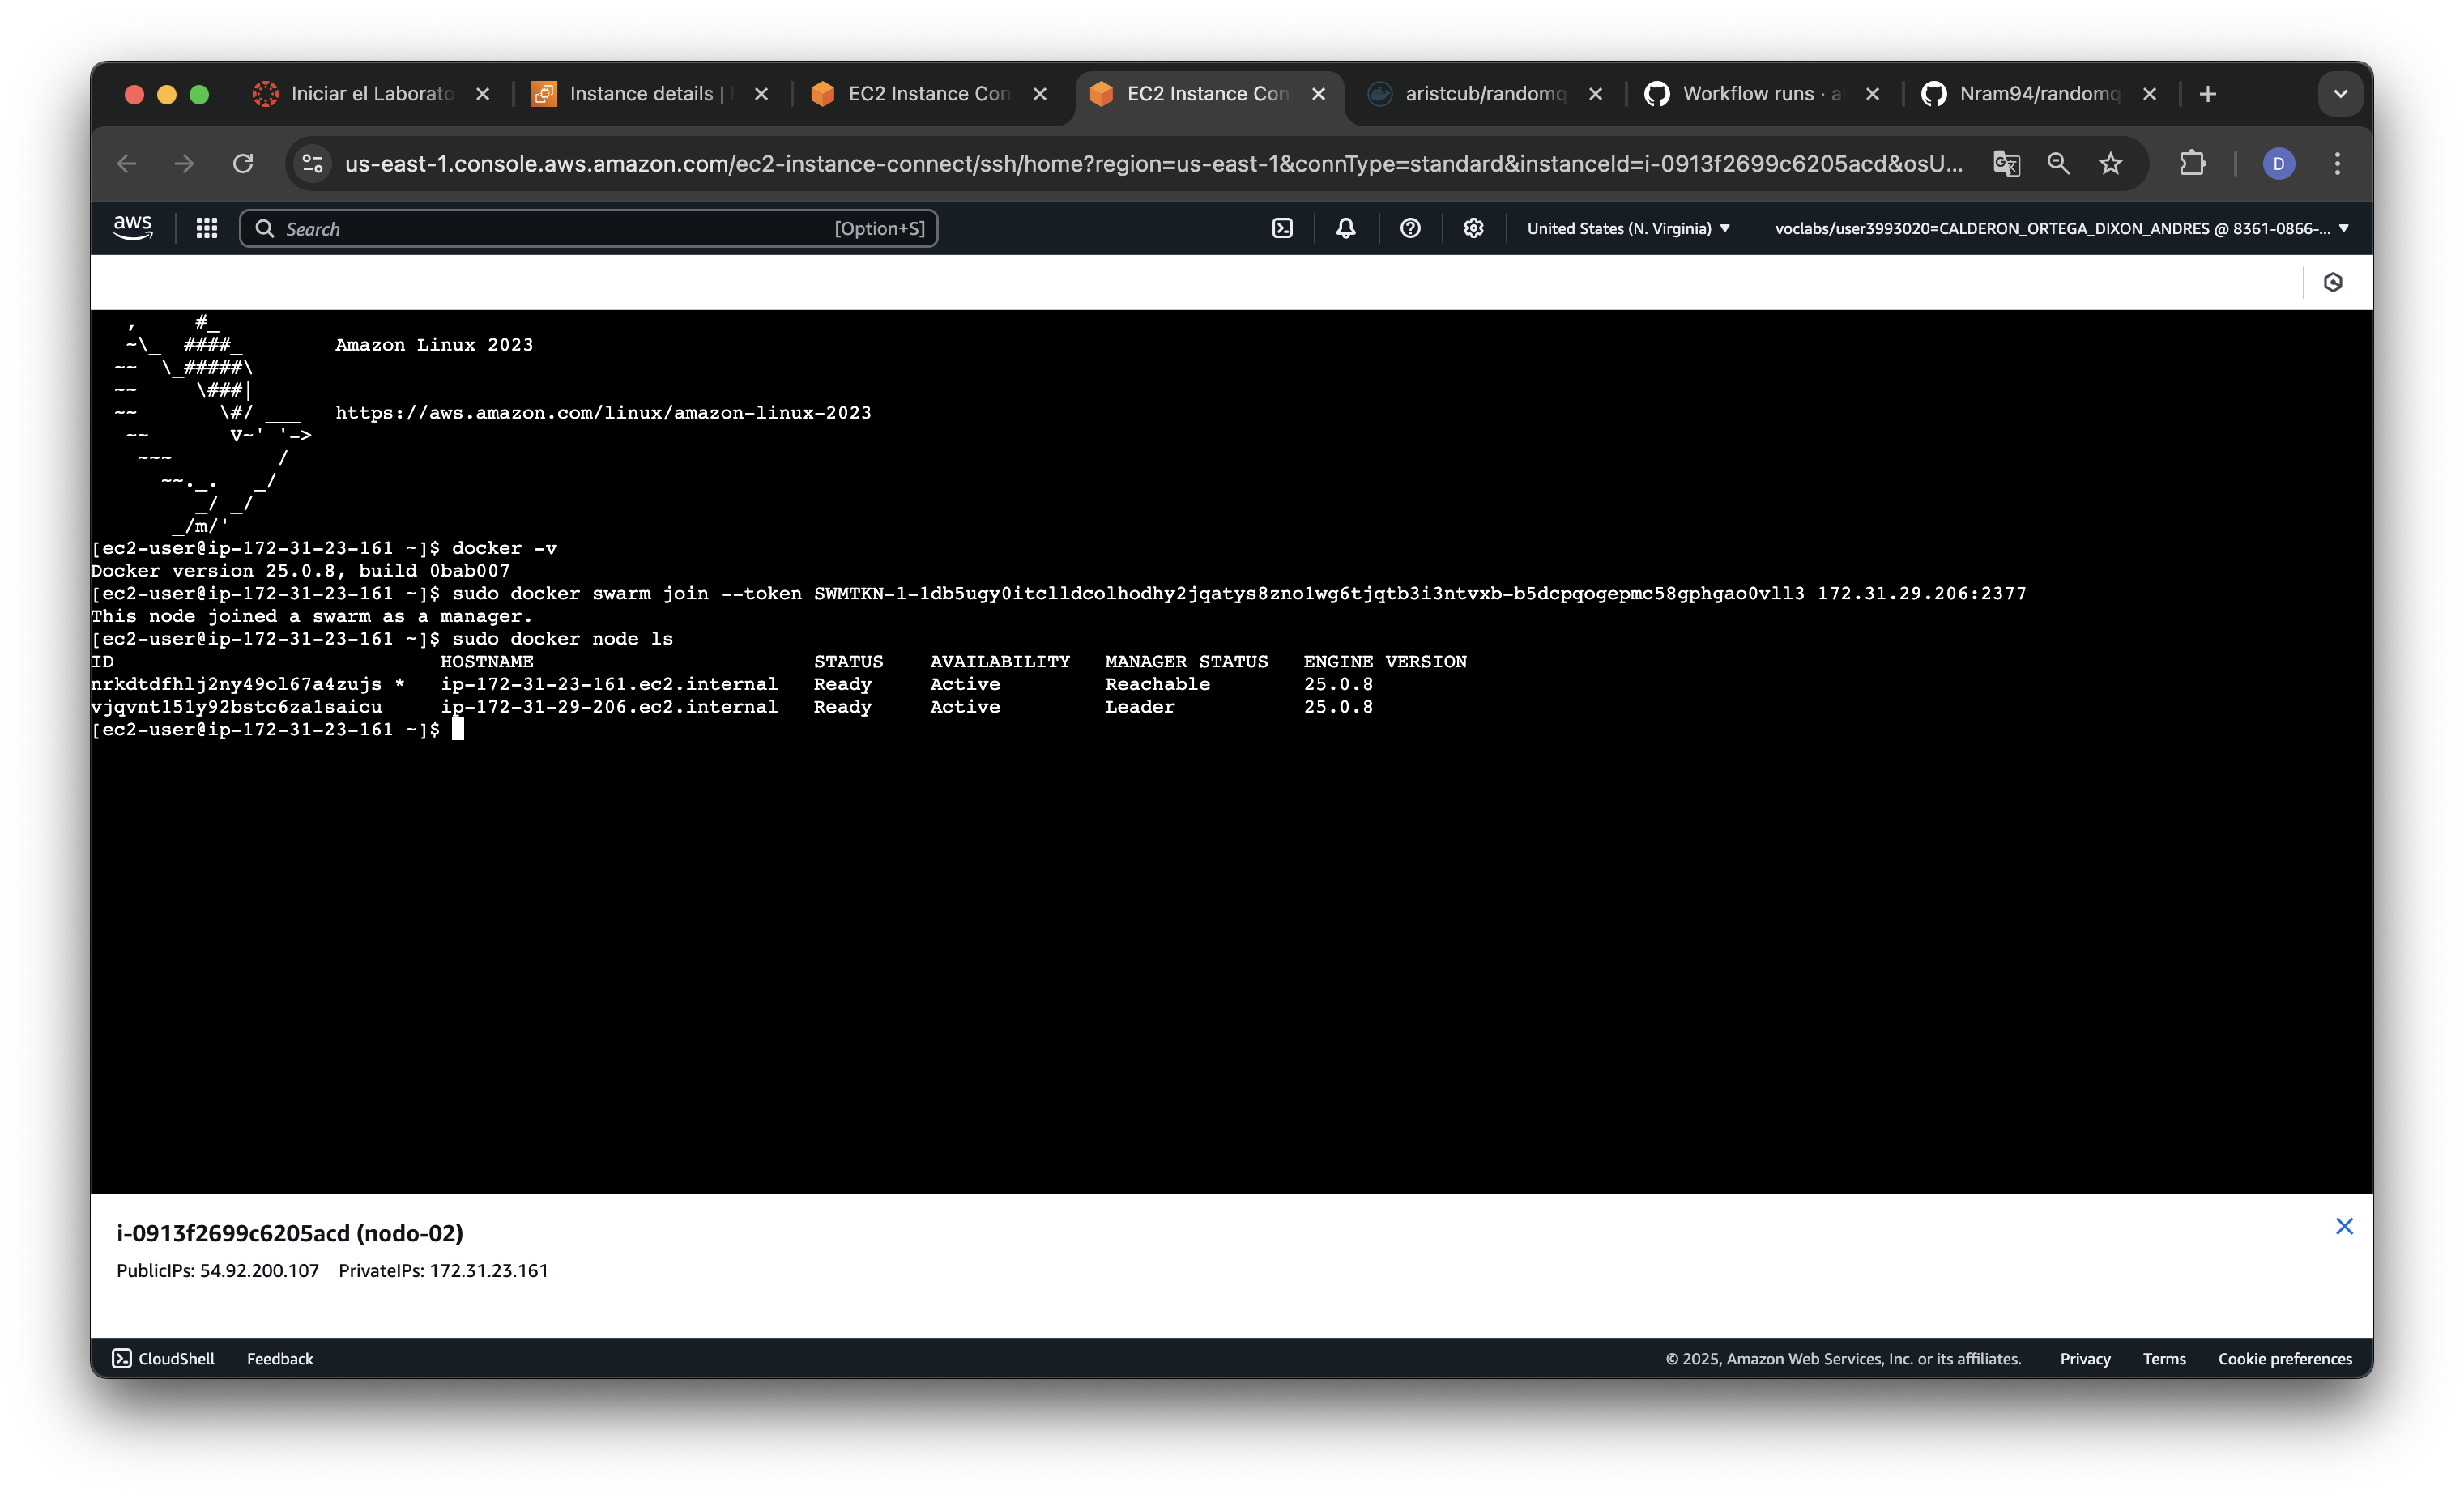 Iniciar el Laborato
Instance details |
EC2 Instance Con
EC2 Instance Con
aristcub/randomq
Workflow runs · a
Nram94/randomq
us-east-1.console.aws.amazon.com/ec2-instance-connect/ssh/home?region=us-east-1&connType=standard&instanceId=i-0913f2699c6205acd&osU...
D
aws
Search
[Option+S]
United States (N. Virginia)
voclabs/user3993020=CALDERON_ORTEGA_DIXON_ANDRES @ 8361-0866-...
   ,     #_
   ~\_  ####_        Amazon Linux 2023
  ~~  \_#####\
  ~~     \###|
  ~~       \#/ ___   https://aws.amazon.com/linux/amazon-linux-2023
   ~~       V~' '->
    ~~~         /
      ~~._.   _/
         _/ _/
       _/m/'
[ec2-user@ip-172-31-23-161 ~]$ docker -v
Docker version 25.0.8, build 0bab007
[ec2-user@ip-172-31-23-161 ~]$ sudo docker swarm join --token SWMTKN-1-1db5ugy0itclldcolhodhy2jqatys8zno1wg6tjqtb3i3ntvxb-b5dcpqogepmc58gphgao0vll3 172.31.29.206:2377
This node joined a swarm as a manager.
[ec2-user@ip-172-31-23-161 ~]$ sudo docker node ls
ID                            HOSTNAME                        STATUS    AVAILABILITY   MANAGER STATUS   ENGINE VERSION
nrkdtdfhlj2ny49ol67a4zujs *   ip-172-31-23-161.ec2.internal   Ready     Active         Reachable        25.0.8
vjqvnt151y92bstc6za1saicu     ip-172-31-29-206.ec2.internal   Ready     Active         Leader           25.0.8
[ec2-user@ip-172-31-23-161 ~]$
i-0913f2699c6205acd (nodo-02)
PublicIPs: 54.92.200.107 PrivateIPs: 172.31.23.161
CloudShell
Feedback
© 2025, Amazon Web Services, Inc. or its affiliates.
Privacy
Terms
Cookie preferences